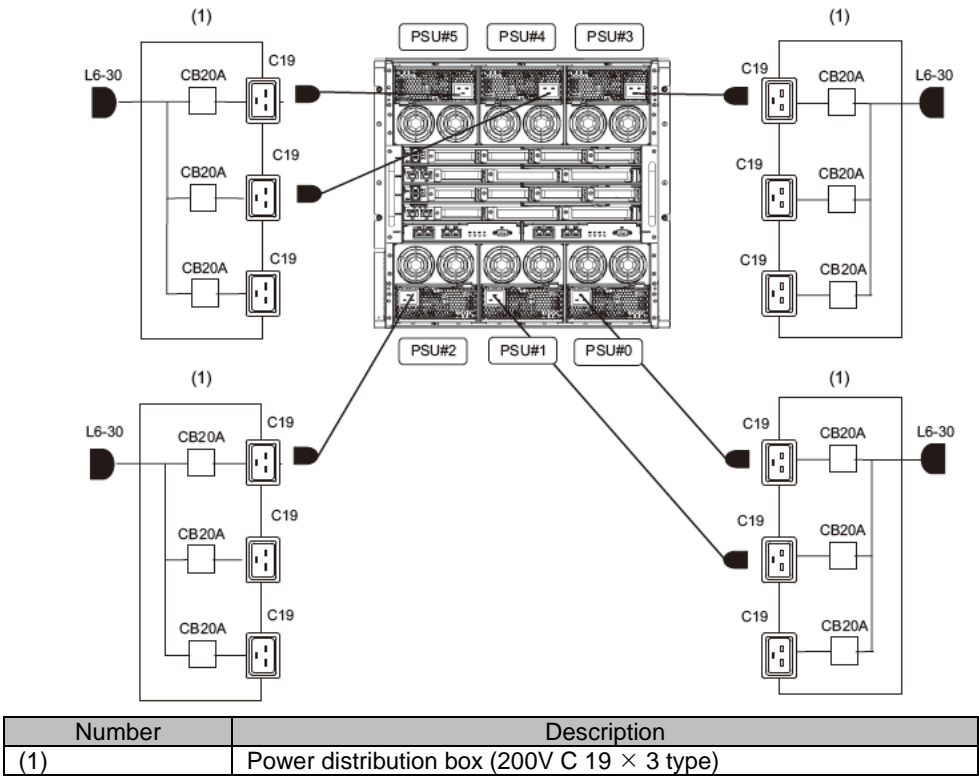 (1)
(1)
PSU#5
PSU#4
PSU#3
L6-30
CB20A
C19
C19
CB20A
L6-30
CB20A
C19
C19
CB20A
CB20A
C19
C19
CB20A
PSU#2
PSU#1
PSU#0
(1)
(1)
L6-30
CB20A
C19
C19
CB20A
L6-30
CB20A
C19
C19
CB20A
CB20A
C19
C19
CB20A
Number Description
(1) Power distribution box (200V C 19 × 3 type)